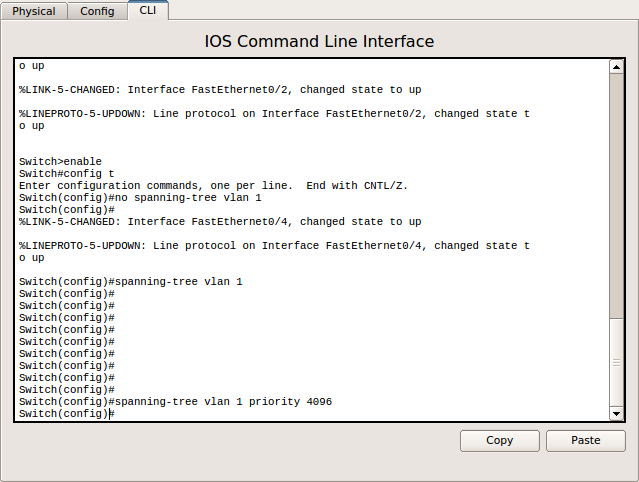 Physical Config CLI
IOS Command Line Interface
o up
%LINK-5-CHANGED: Interface FastEthernet0/2, changed state to up
%LINEPROTO-5-UPDOWN: Line protocol on Interface FastEthernet0/2, changed state t
o up
Switch>enable
Switch#config t
Enter configuration commands, one per line.  End with CNTL/Z.
Switch(config)#no spanning-tree vlan 1
Switch(config)#
%LINK-5-CHANGED: Interface FastEthernet0/4, changed state to up
%LINEPROTO-5-UPDOWN: Line protocol on Interface FastEthernet0/4, changed state t
o up
Switch(config)#spanning-tree vlan 1
Switch(config)#
Switch(config)#
Switch(config)#
Switch(config)#
Switch(config)#
Switch(config)#
Switch(config)#
Switch(config)#
Switch(config)#
Switch(config)#spanning-tree vlan 1 priority 4096
Switch(config)#
Copy Paste